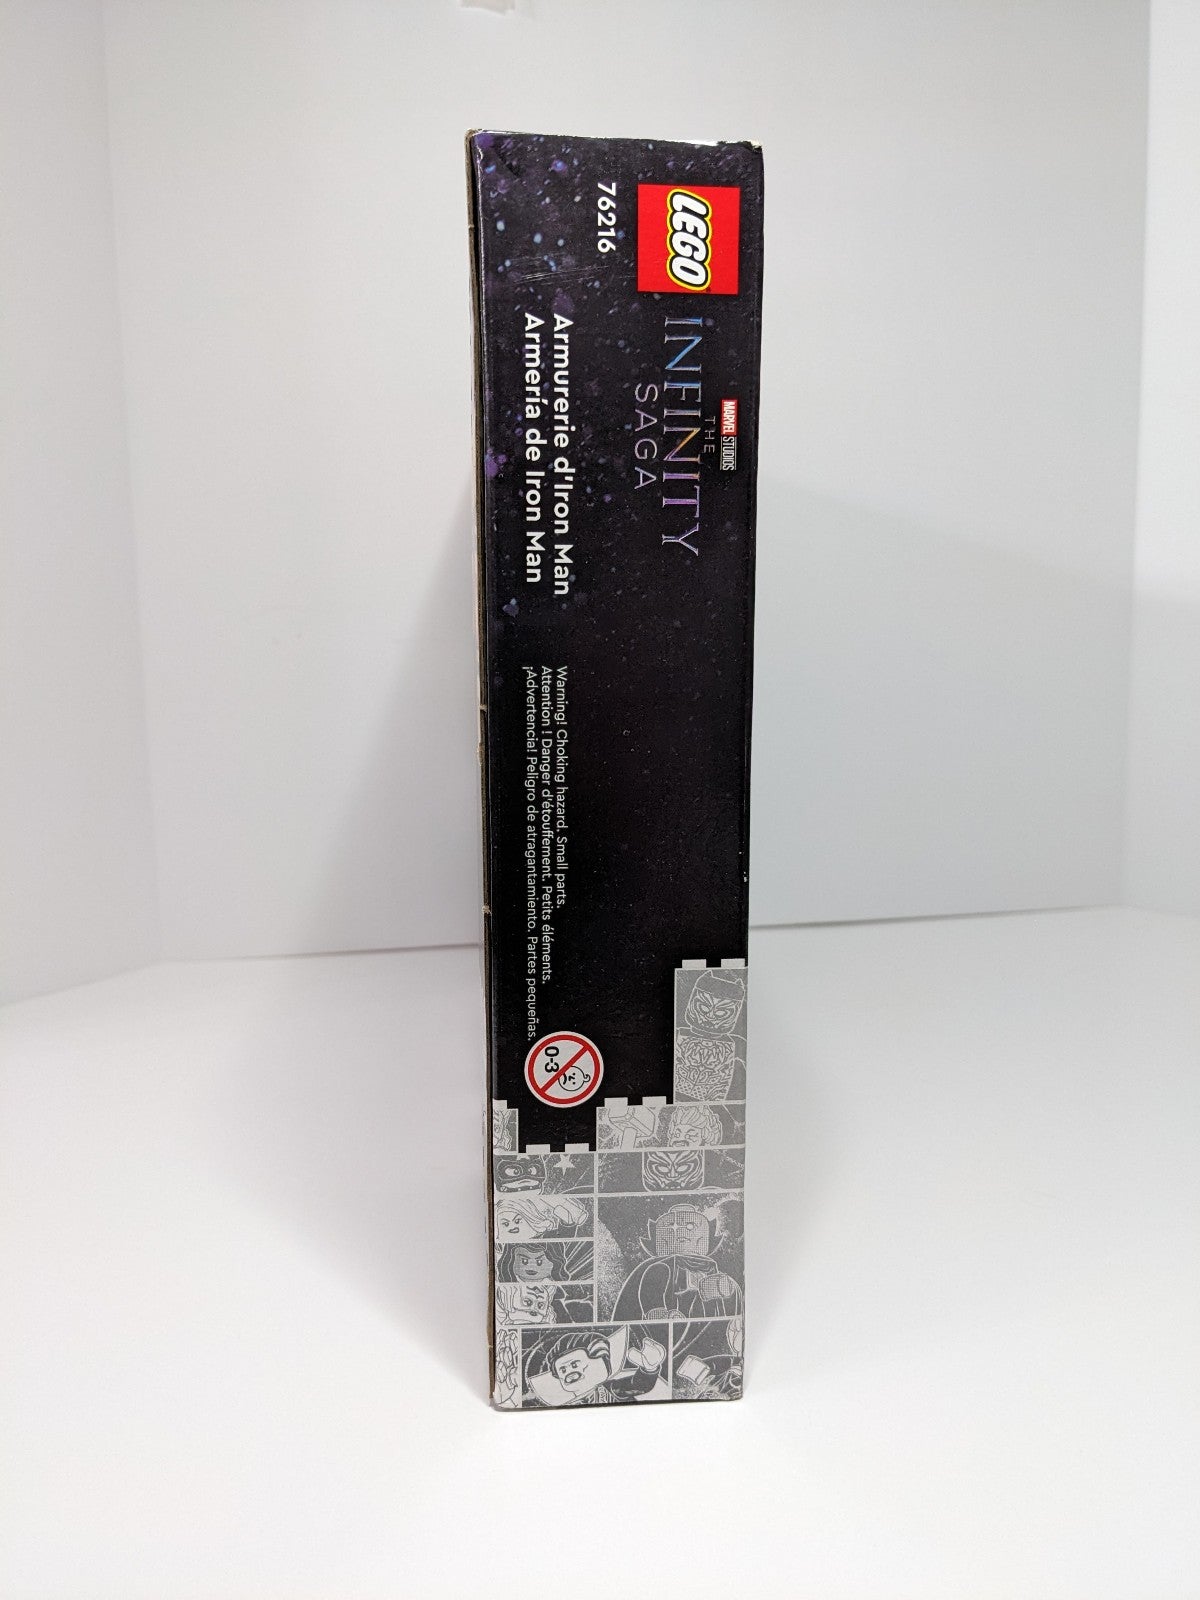 LEGO
76216
MARVEL STUDIOS
THE
INFINITY
SAGA
Armurerie d'Iron Man
Armería de Iron Man
Warning! Choking hazard. Small parts.
Attention ! Danger d'étouffement. Petits éléments.
¡Advertencia! Peligro de atragantamiento. Partes pequeñas.
0-3